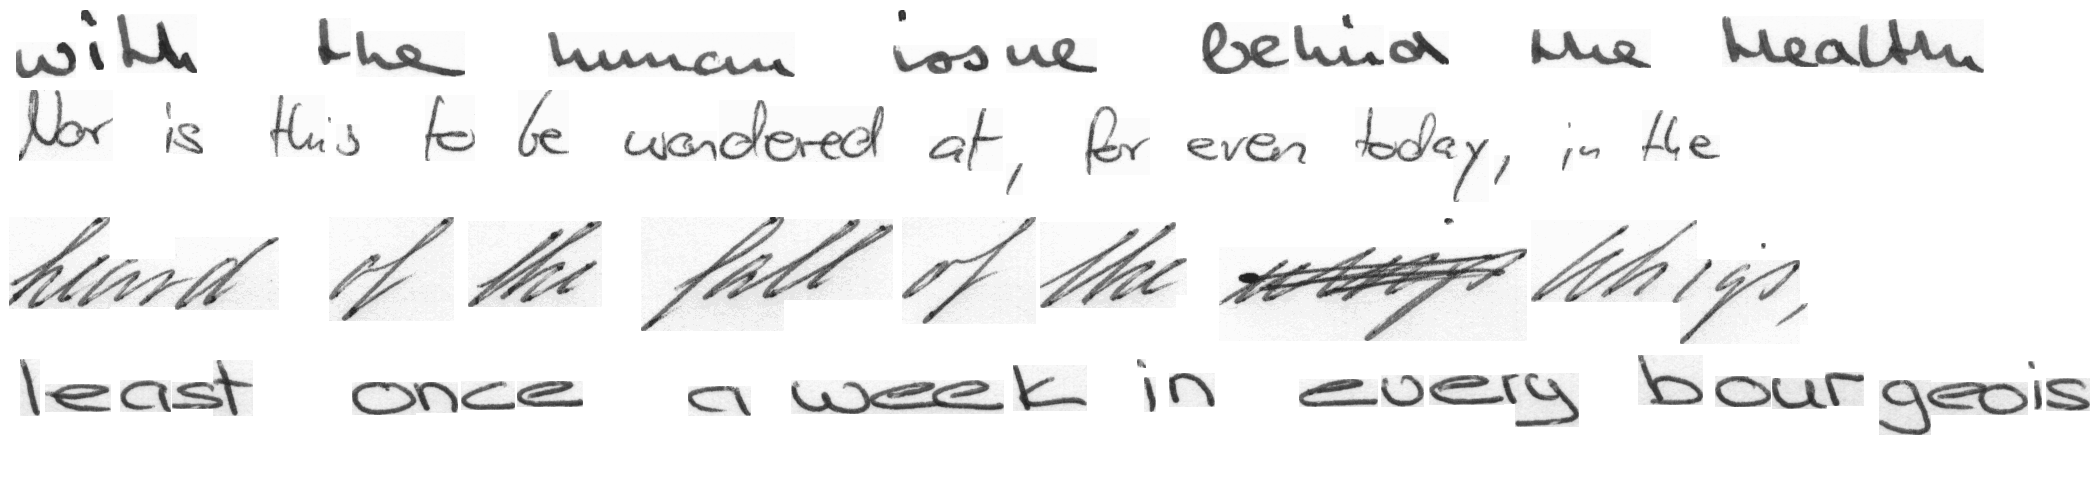 with the human issue behind the Health
Nor is this to be wondered at, for even today, in the
heard of the fall of the Whigs,
least once a week in every bourgeois